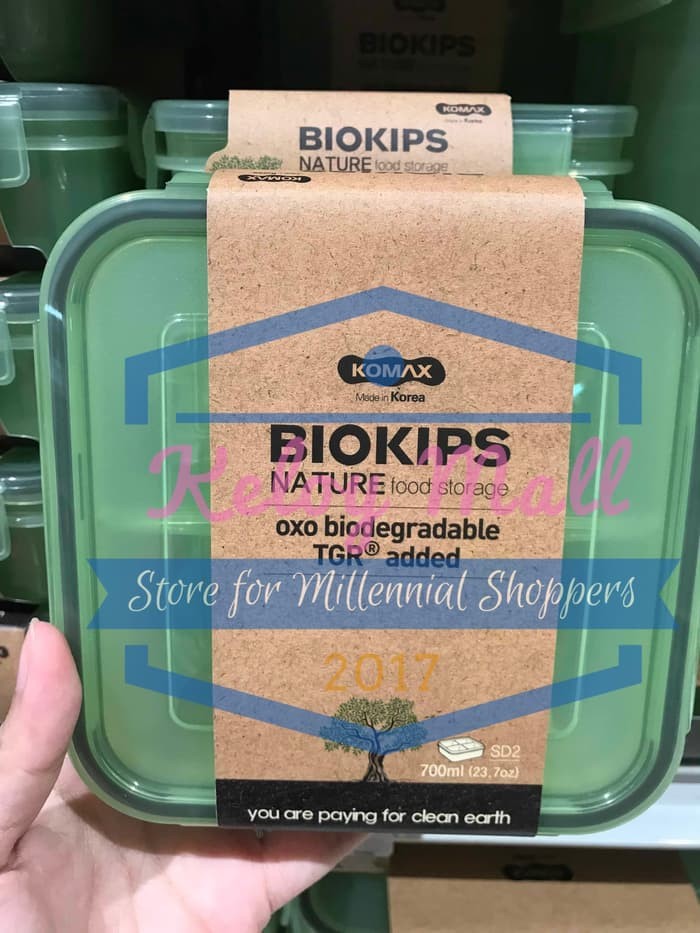 BIOKIPS
KOMAX
Made in Korea
BIOKIPS
NATURE food storage
KOMAX
KOMAX
Made in Korea
BIOKIPS
NATURE food storage
Keloy Mall
oxo biodegradable
TGR® added
Store for Millennial Shoppers
2017
SD2
700ml (23,7oz)
you are paying for clean earth